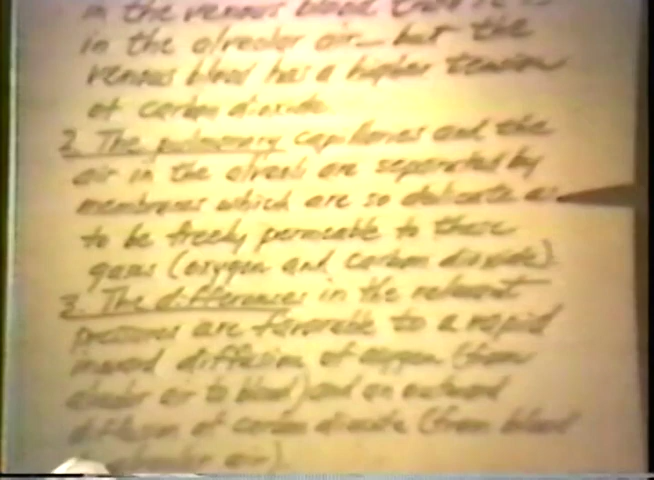 in the venous blood than it is
in the alveolar air — but the
venous blood has a higher tension
of carbon dioxide.
2. The pulmonary capillaries and the
air in the alveoli are separated by
membranes which are so delicate as
to be freely permeable to these
gases (oxygen and carbon dioxide)
3. The differences in the relevant
pressures are favorable to a rapid
inward diffusion of oxygen (from
alveolar air to blood) and an outward
diffusion of carbon dioxide (from blood
alveolar air).